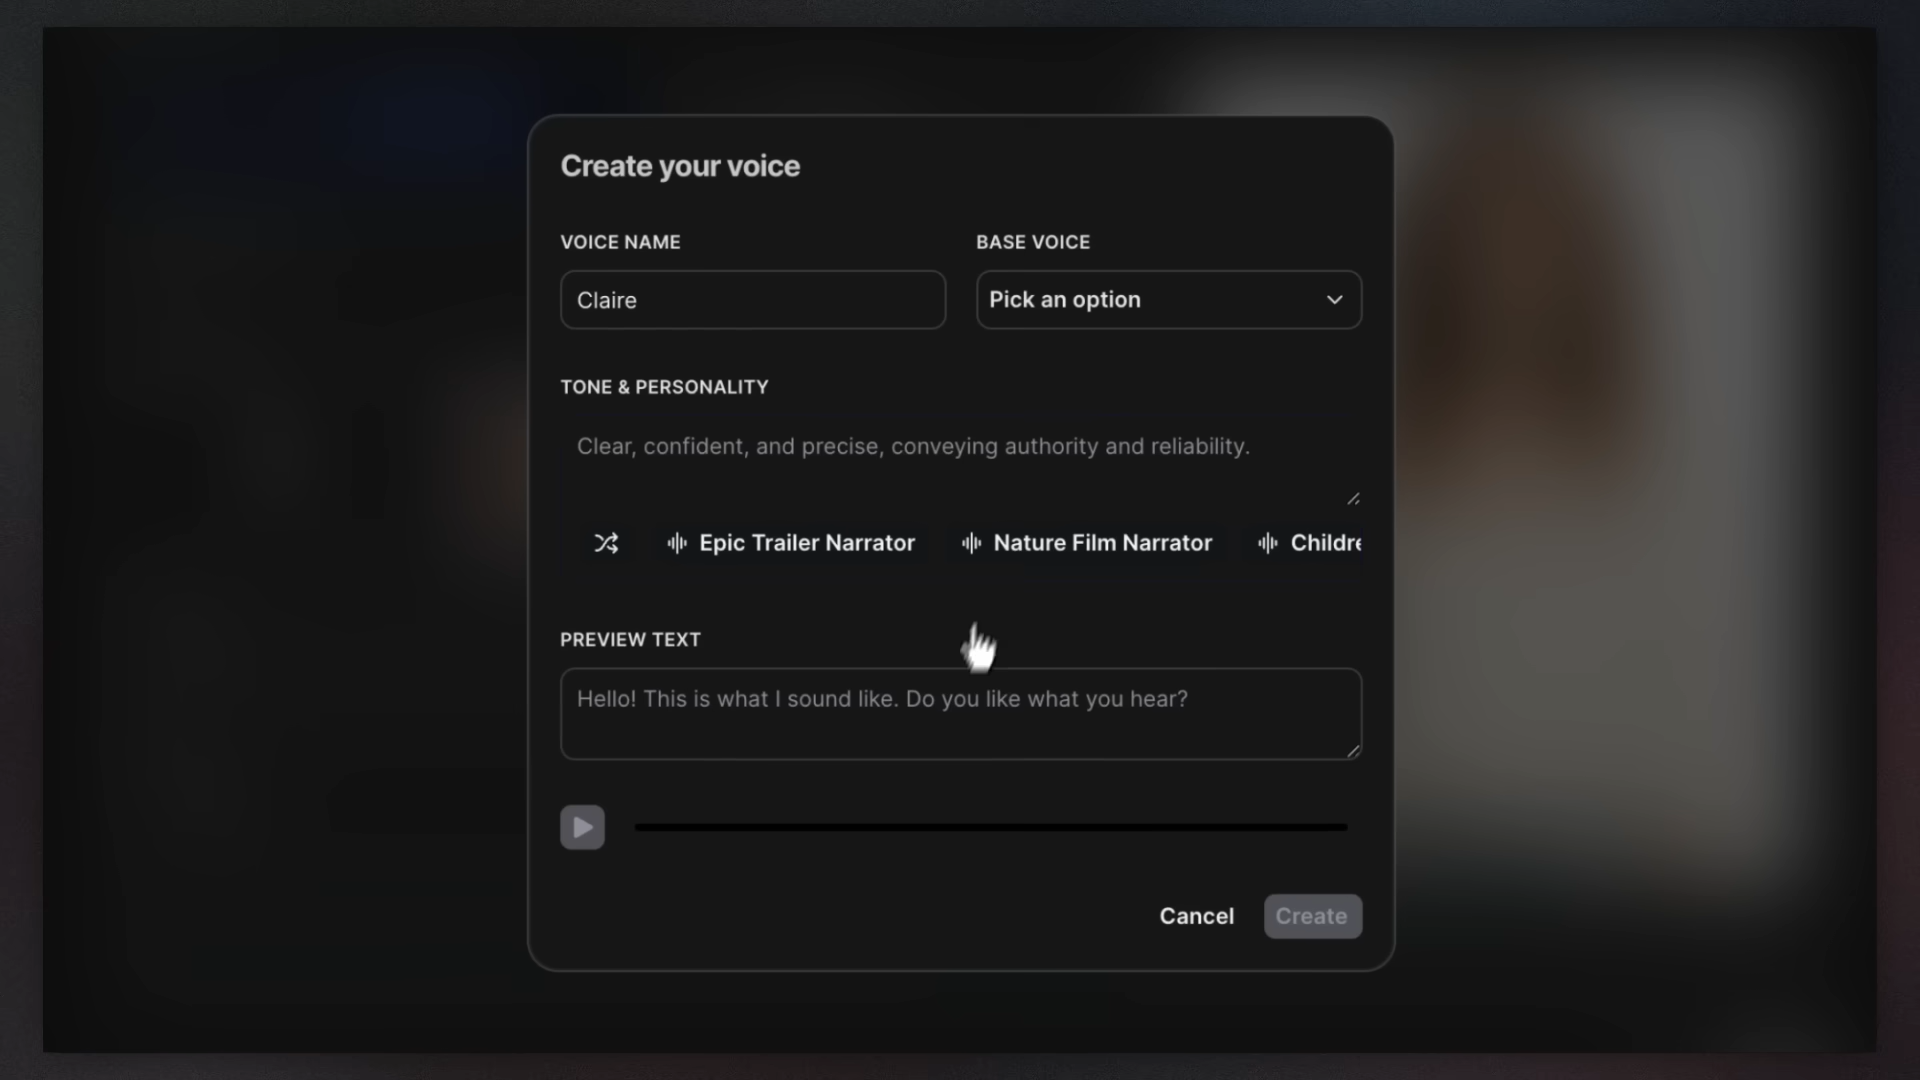 Create your voice
VOICE NAME
BASE VOICE
Claire
Pick an option
TONE & PERSONALITY
Clear, confident, and precise, conveying authority and reliability.
Epic Trailer Narrator
Nature Film Narrator
Childre
PREVIEW TEXT
Hello! This is what I sound like. Do you like what you hear?
Cancel
Create